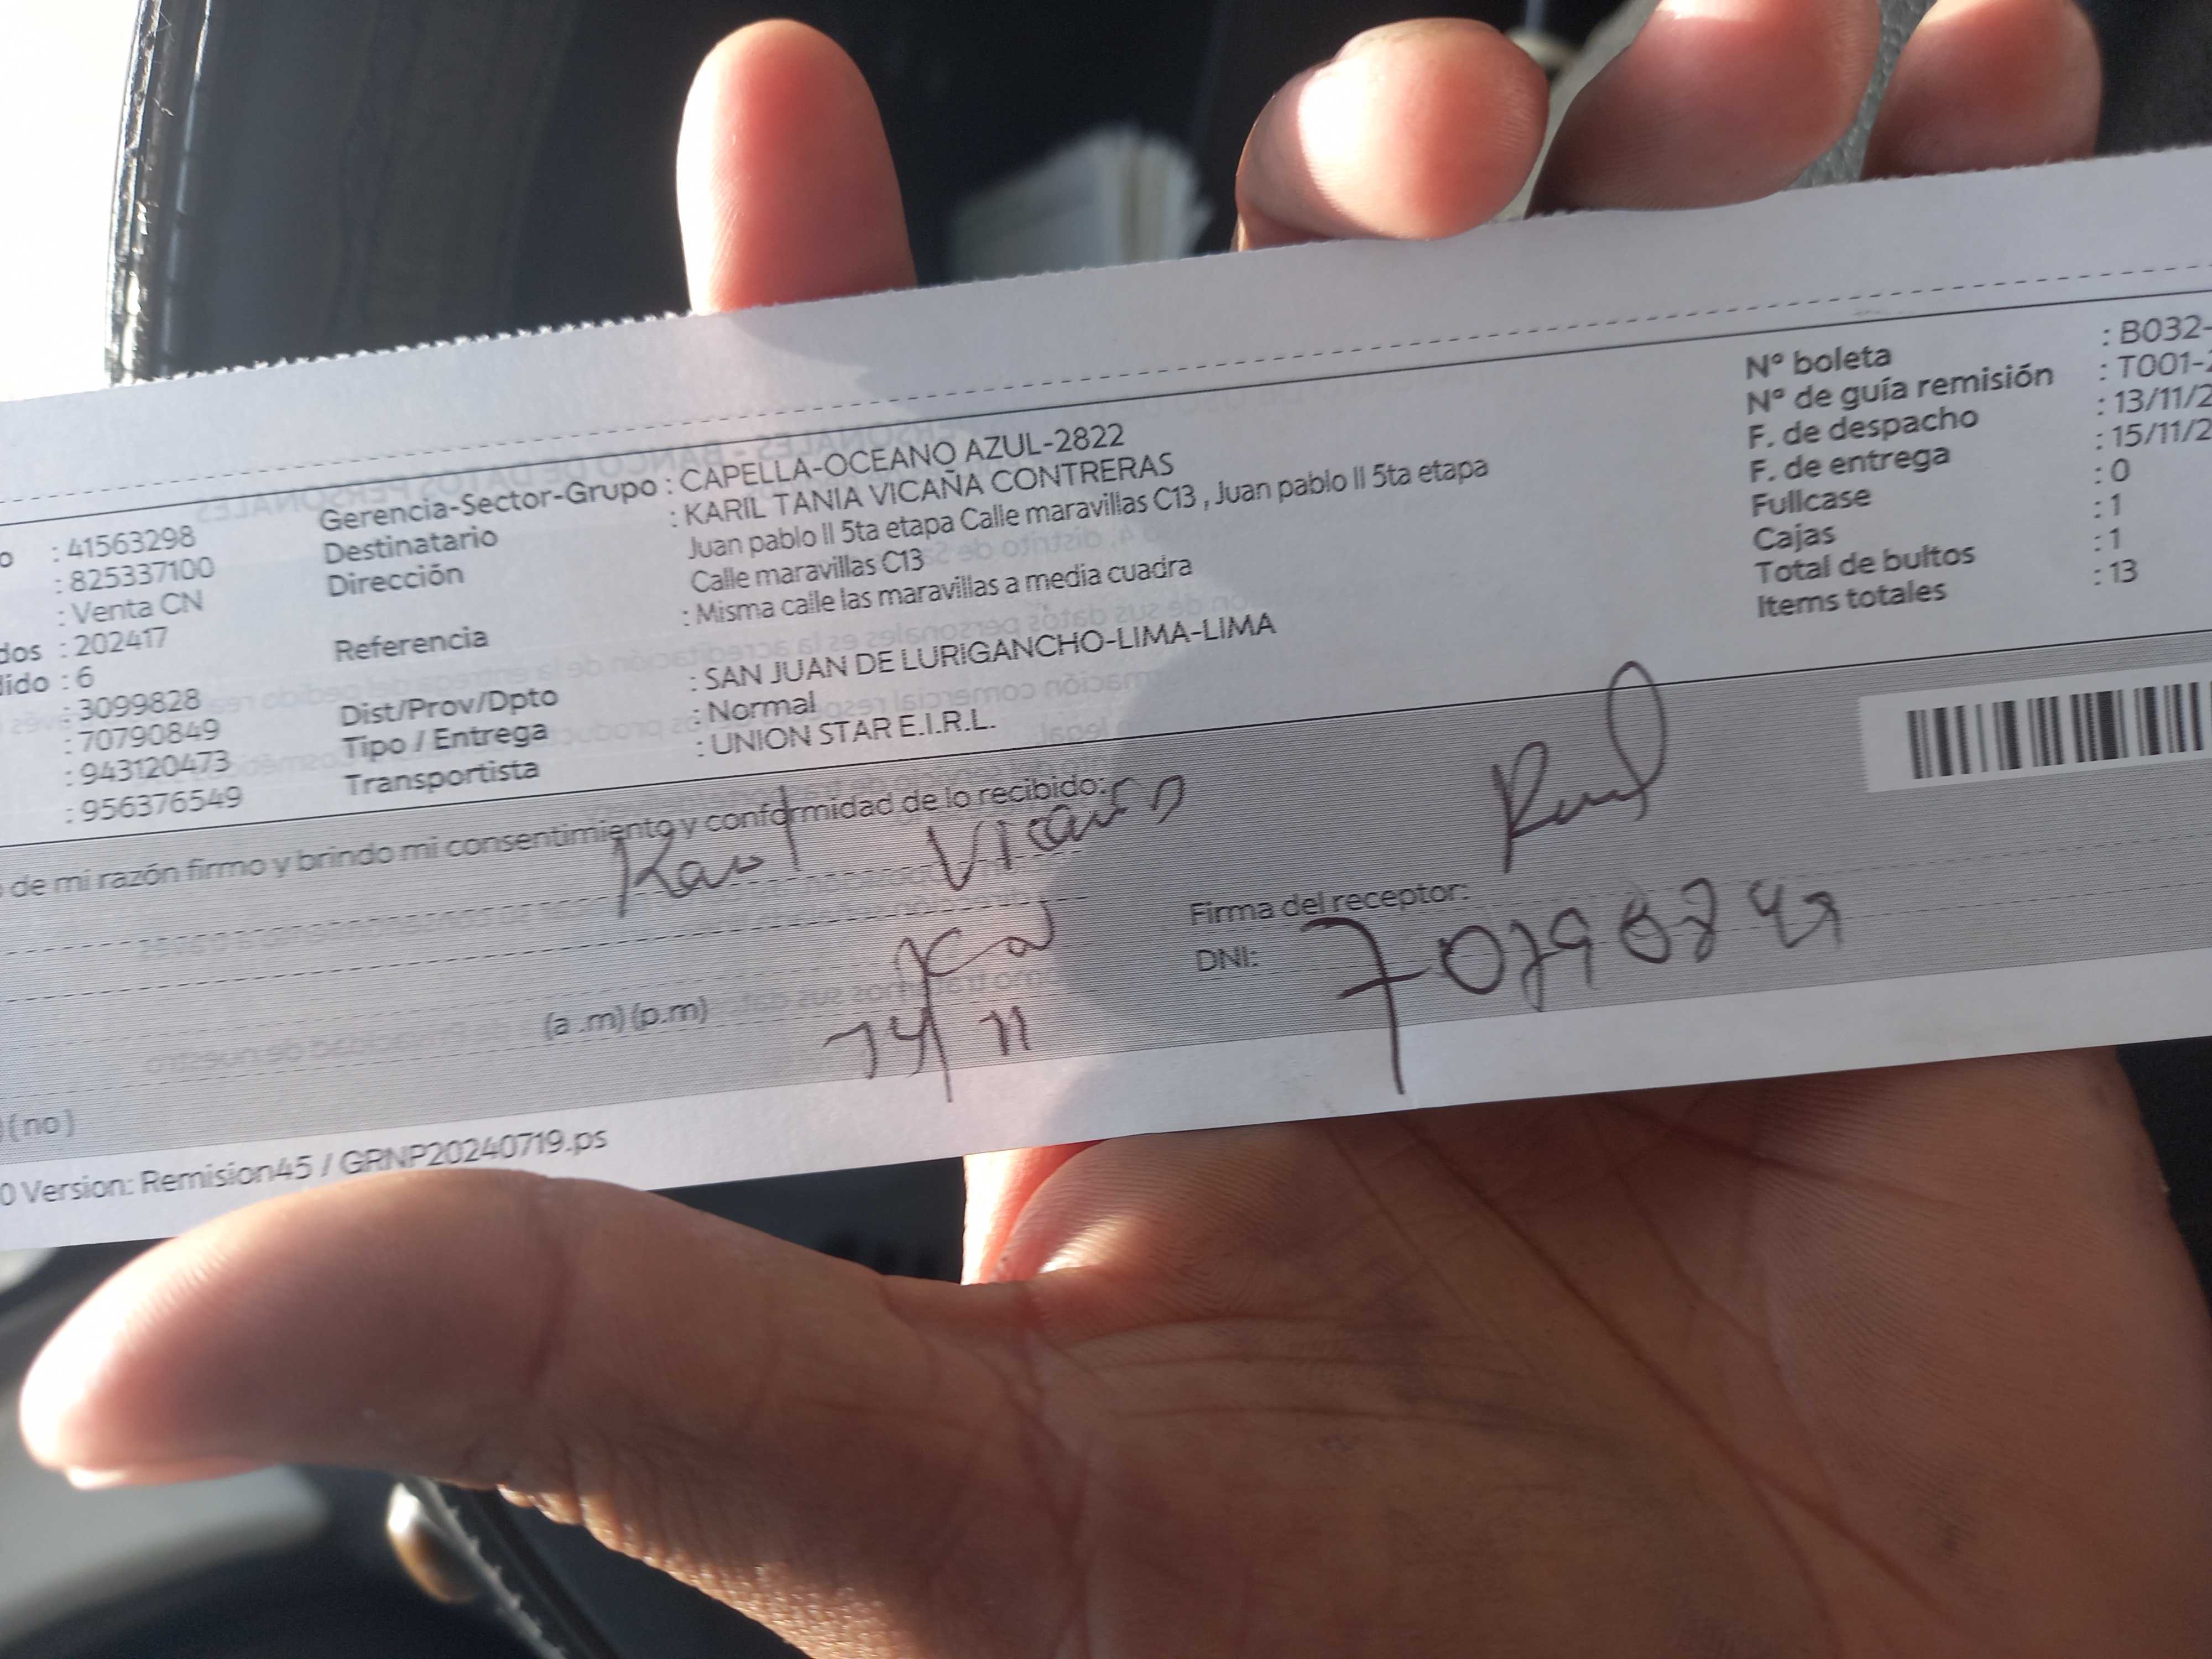 Gerencia-Sector-Grupo : CAPELLA-OCEANO AZUL-2822
Destinatario : KARIL TANIA VICAÑA CONTRERAS
Dirección Juan pablo II 5ta etapa Calle maravillas C13 , Juan pablo II 5ta etapa
Calle maravillas C13
Referencia : Misma calle las maravillas a media cuadra
Dist/Prov/Dpto : SAN JUAN DE LURIGANCHO-LIMA-LIMA
Tipo / Entrega : Normal
Transportista : UNION STAR E.I.R.L.
o : 41563298
: 825337100
: Venta CN
dos : 202417
dido : 6
: 3099828
: 70790849
: 943120473
: 956376549
Nº boleta : B032-
Nº de guía remisión : T001-
F. de despacho : 13/11/2
F. de entrega : 15/11/2
Fullcase : 0
Cajas : 1
Total de bultos : 1
Items totales : 13
de mi razón firmo y brindo mi consentimiento y conformidad de lo recibido:
Vicaña
Firma del receptor:
DNI: 70790849
(a .m) (p.m)
14/11
)(no)
0 Version: Remision45 / GRNP20240719.ps